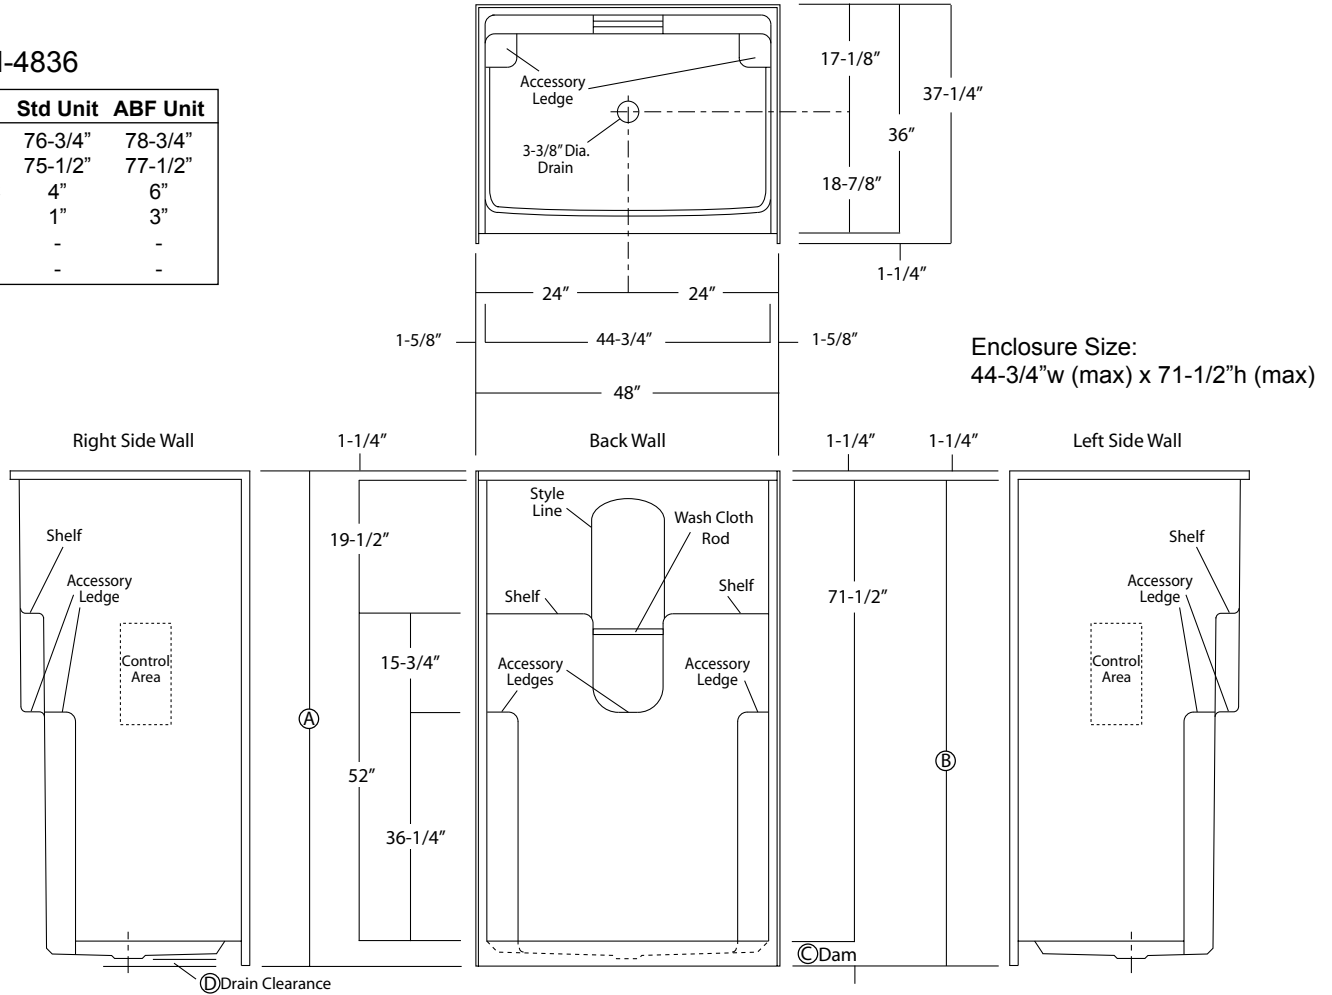 -4836
Std Unit ABF Unit
76-3/4” 78-3/4”
75-1/2” 77-1/2”
4” 6”
1” 3”
- -
- -
Accessory
Ledge
3-3/8” Dia.
Drain
17-1/8”
37-1/4”
36”
18-7/8”
1-1/4”
24” 24”
1-5/8” 44-3/4” 1-5/8”
48”
Enclosure Size:
44-3/4”w (max) x 71-1/2”h (max)
Right Side Wall
1-1/4”
Back Wall
1-1/4”
1-1/4”
Left Side Wall
Shelf
Accessory
Ledge
Control
Area
D Drain Clearance
A
19-1/2”
15-3/4”
52”
36-1/4”
Style
Line
Wash Cloth
Rod
Shelf
Shelf
Accessory
Ledges
Accessory
Ledge
71-1/2”
B
C Dam
Shelf
Accessory
Ledge
Control
Area